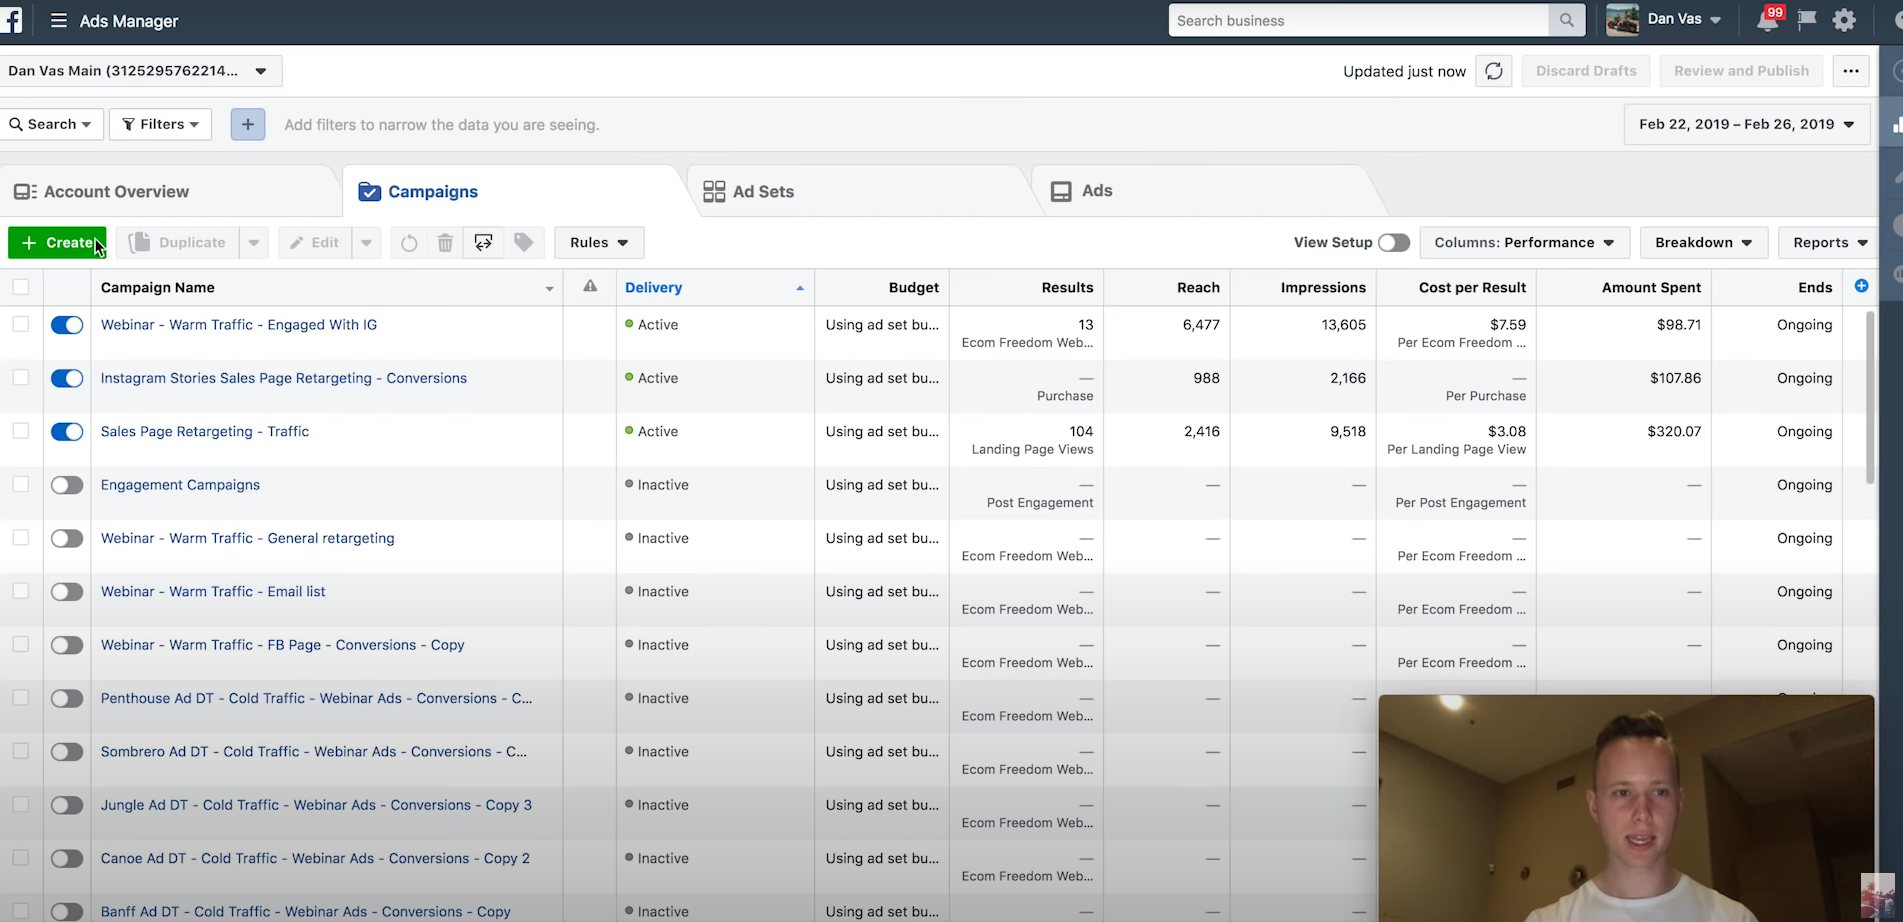 Ads Manager
Search business
Dan Vas
99
Dan Vas Main (3125295762214...
Updated just now
Discard Drafts
Review and Publish
Search
Filters
Add filters to narrow the data you are seeing.
Feb 22, 2019 – Feb 26, 2019
Account Overview
Campaigns
Ad Sets
Ads
+ Create
Duplicate
Edit
Rules
View Setup
Columns: Performance
Breakdown
Reports
Campaign Name Delivery Budget Results Reach Impressions Cost per Result Amount Spent Ends
Webinar - Warm Traffic - Engaged With IG Active Using ad set bu... 13 6,477 13,605 $7.59 $98.71 Ongoing
Ecom Freedom Web... Per Ecom Freedom ...
Instagram Stories Sales Page Retargeting - Conversions Active Using ad set bu... — 988 2,166 — $107.86 Ongoing
Purchase Per Purchase
Sales Page Retargeting - Traffic Active Using ad set bu... 104 2,416 9,518 $3.08 $320.07 Ongoing
Landing Page Views Per Landing Page View
Engagement Campaigns Inactive Using ad set bu... — — — — — Ongoing
Post Engagement Per Post Engagement
Webinar - Warm Traffic - General retargeting Inactive Using ad set bu... — — — — — Ongoing
Ecom Freedom Web... Per Ecom Freedom ...
Webinar - Warm Traffic - Email list Inactive Using ad set bu... — — — — — Ongoing
Ecom Freedom Web... Per Ecom Freedom ...
Webinar - Warm Traffic - FB Page - Conversions - Copy Inactive Using ad set bu... — — — — — Ongoing
Ecom Freedom Web... Per Ecom Freedom ...
Penthouse Ad DT - Cold Traffic - Webinar Ads - Conversions - C... Inactive Using ad set bu... — — —
Ecom Freedom Web...
Sombrero Ad DT - Cold Traffic - Webinar Ads - Conversions - C... Inactive Using ad set bu... — — —
Ecom Freedom Web...
Jungle Ad DT - Cold Traffic - Webinar Ads - Conversions - Copy 3 Inactive Using ad set bu... — — —
Ecom Freedom Web...
Canoe Ad DT - Cold Traffic - Webinar Ads - Conversions - Copy 2 Inactive Using ad set bu... — — —
Ecom Freedom Web...
Banff Ad DT - Cold Traffic - Webinar Ads - Conversions - Copy Inactive Using ad set bu... — — —